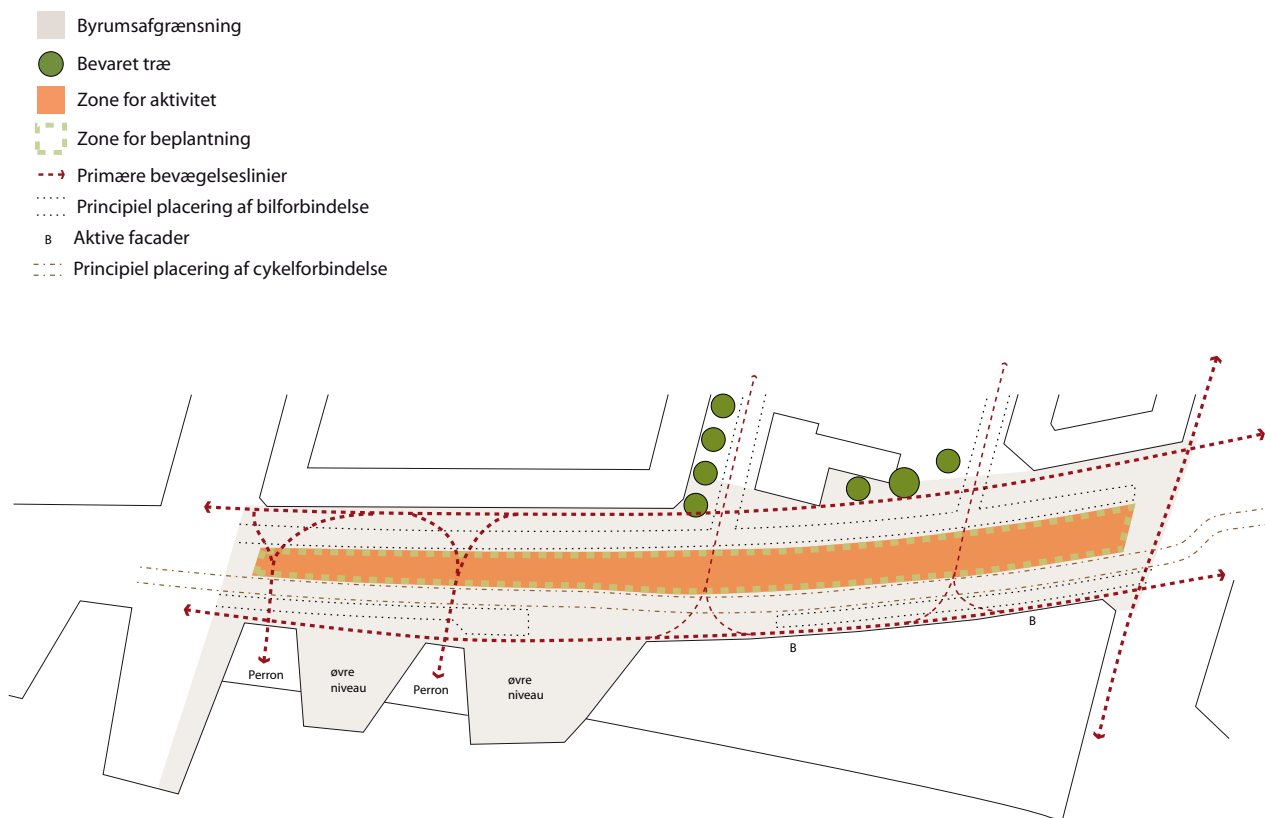 Byrumsafgrænsning
Bevaret træ
Zone for aktivitet
Zone for beplantning
Primære bevægelseslinier
Principiel placering af bilforbindelse
B Aktive facader
Principiel placering af cykelforbindelse
B
B
Perron
øvre
niveau
Perron
øvre
niveau